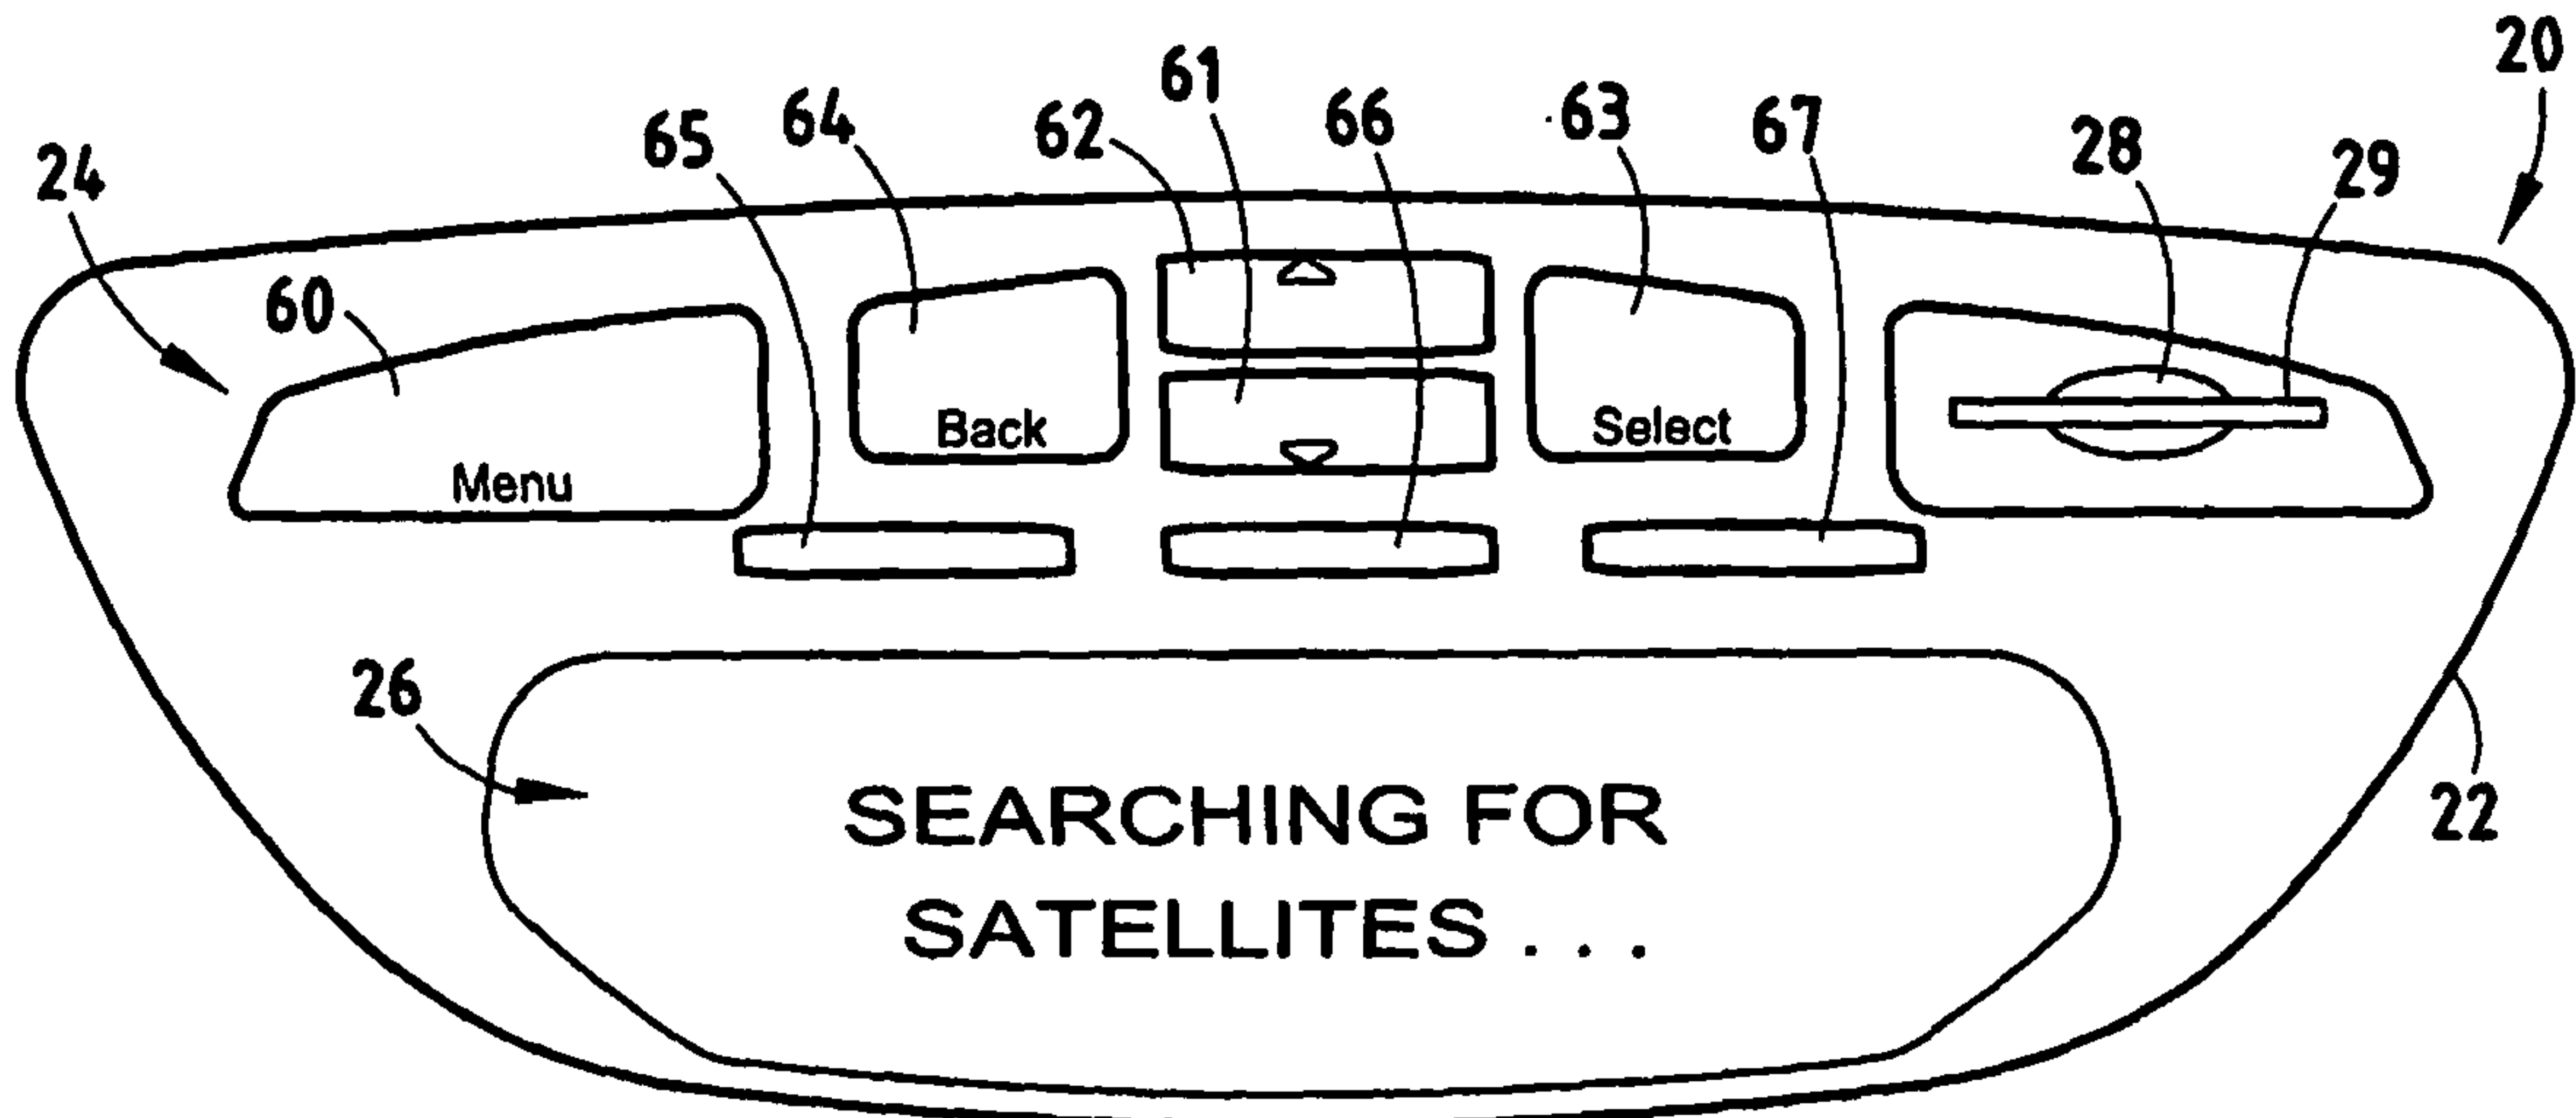 20
61
63
64
66
62
67
65
28
24
29
60
Back
Select
Menu
26
SEARCHING FOR
22
SATELLITES . . .